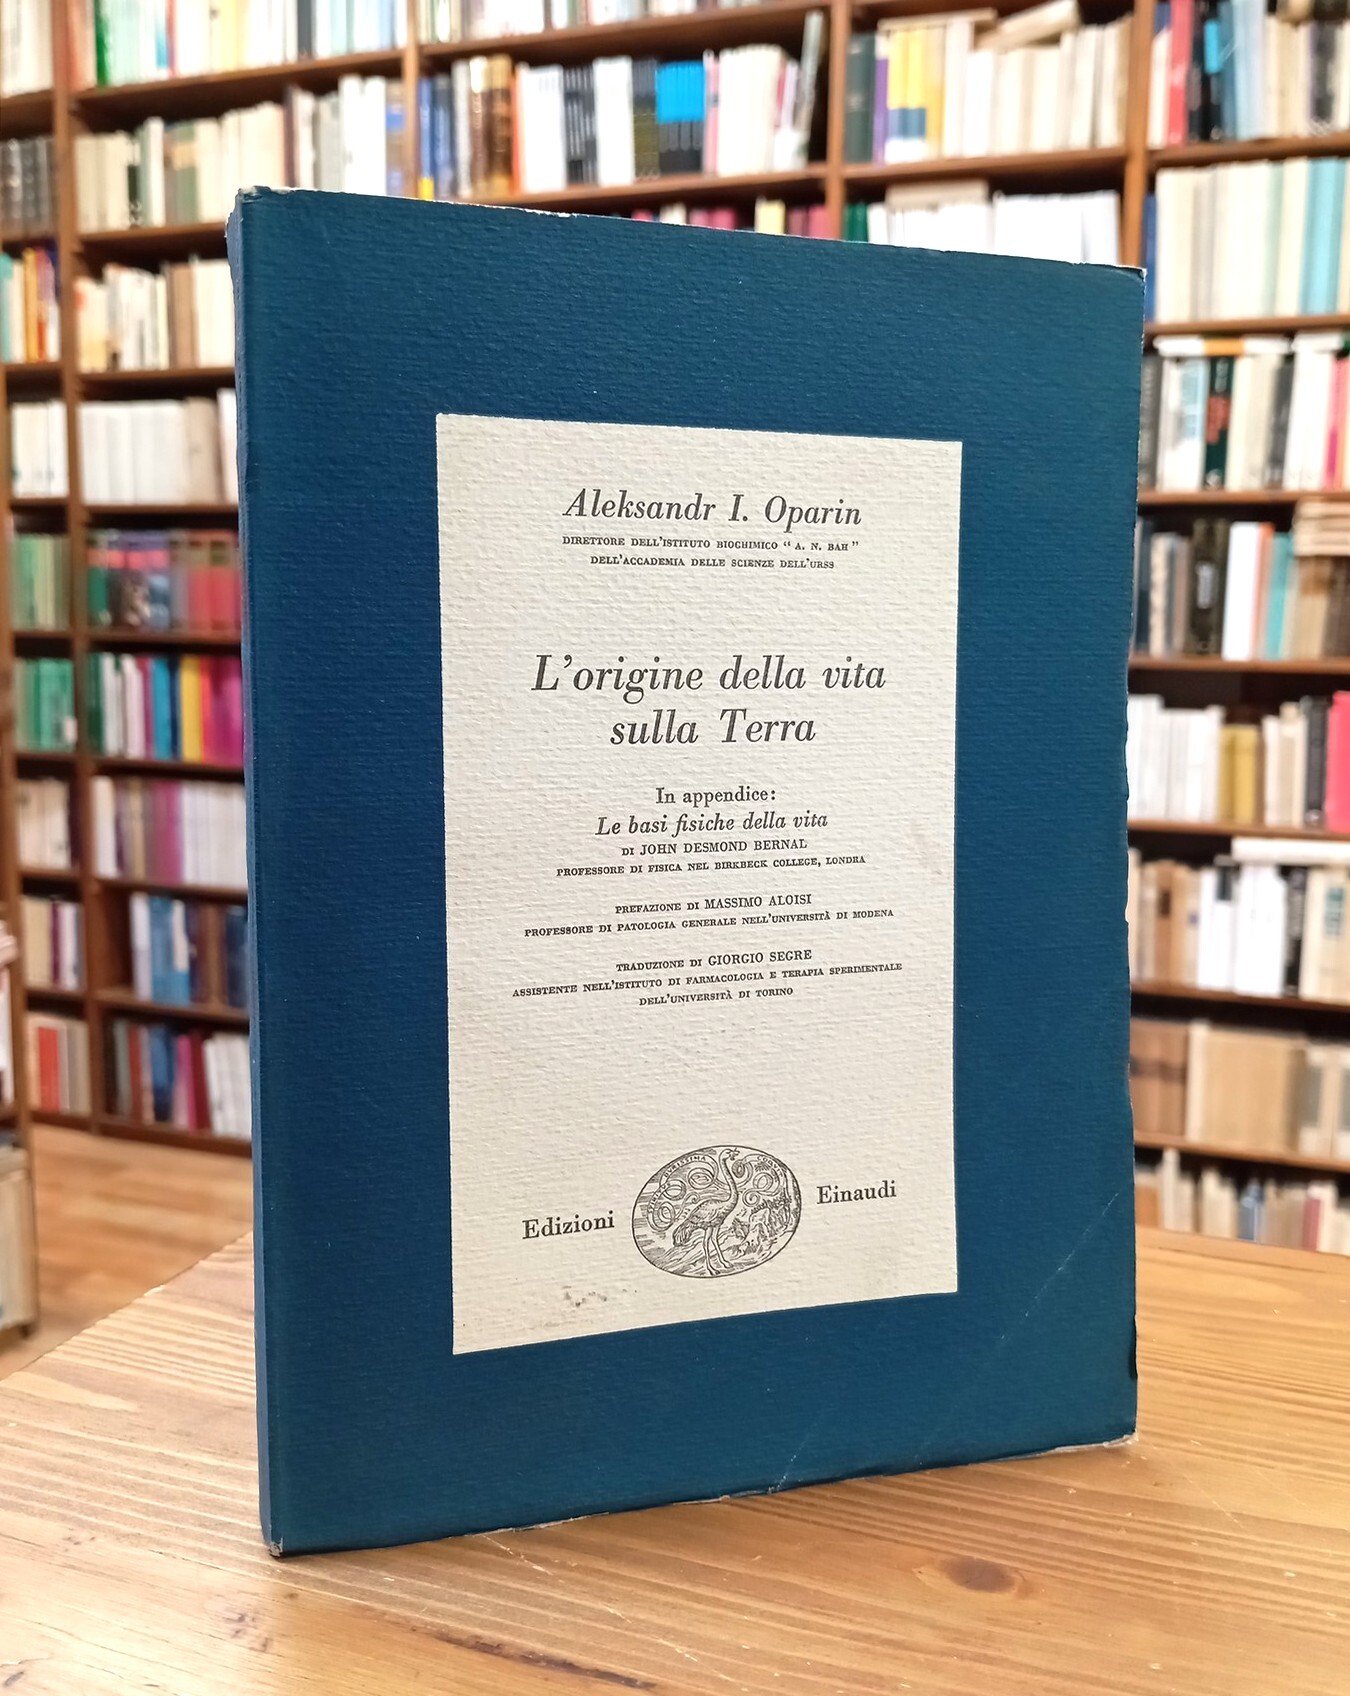 Aleksandr I. Oparin
DIRETTORE DELL'ISTITUTO BIOCHIMICO “ A. N. BAH ”
DELL'ACCADEMIA DELLE SCIENZE DELL'URSS
L'origine della vita
sulla Terra
In appendice:
Le basi fisiche della vita
DI JOHN DESMOND BERNAL
PROFESSORE DI FISICA NEL BIRKBECK COLLEGE, LONDRA
PREFAZIONE DI MASSIMO ALOISI
PROFESSORE DI PATOLOGIA GENERALE NELL'UNIVERSITÀ DI MODENA
TRADUZIONE DI GIORGIO SEGRE
ASSISTENTE NELL'ISTITUTO DI FARMACOLOGIA E TERAPIA SPERIMENTALE
DELL'UNIVERSITÀ DI TORINO
Edizioni Einaudi